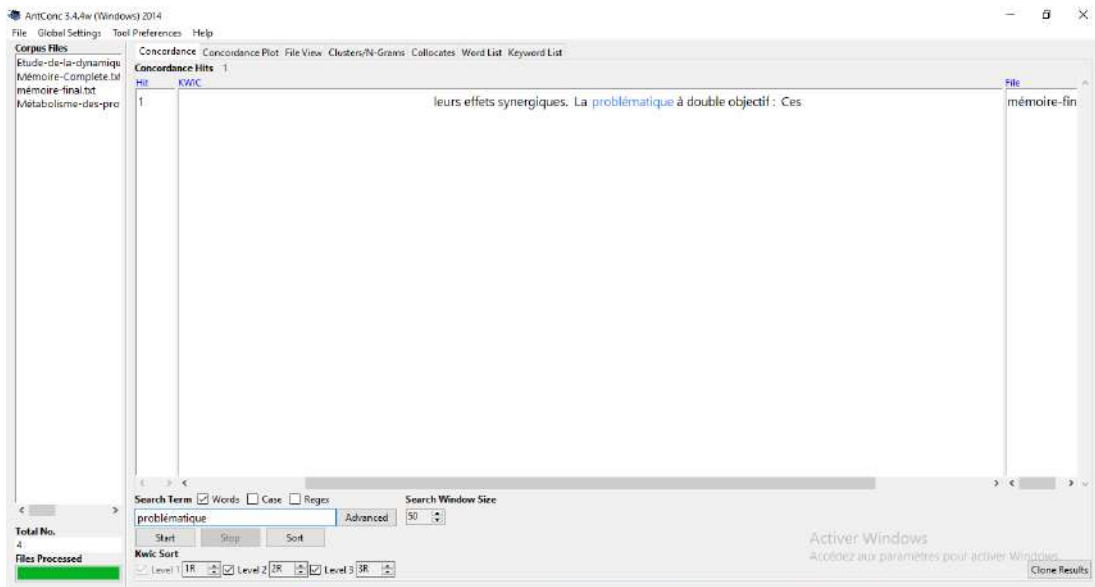 AntConc 3.4.4w (Windows) 2014
File Global Settings Tool Preferences Help
Corpus Files
Etude-de-la-dynamiqu
Mémoire-Complete.txt
mémoire-final.txt
Métabolisme-des-pro
Concordance Concordance Plot File View Clusters/N-Grams Collocates Word List Keyword List
Concordance Hits 1
Hit KWIC File
1 leurs effets synergiques. La problématique à double objectif : Ces mémoire-fin
Search Term Words Case Regex Search Window Size
problématique Advanced 50
Total No.
4
Files Processed
Start Stop Sort
Kwic Sort
Level 1 1R Level 2 2R Level 3 3R
Activer Windows
Accédez aux paramètres pour activer Windows.
Clone Results